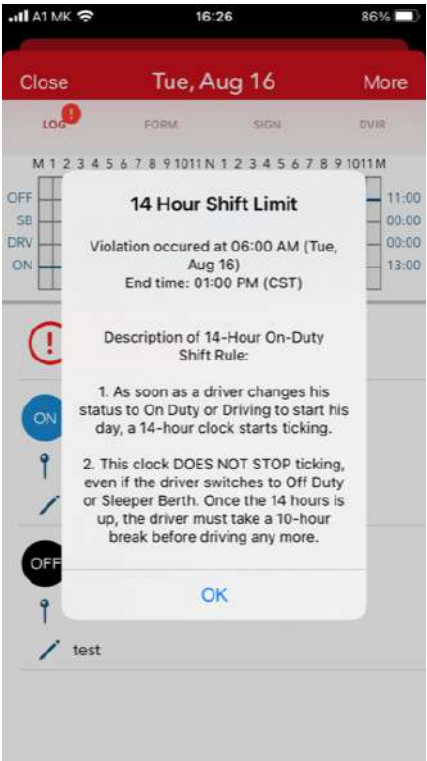 A1 MK 16:26 86%
Close Tue, Aug 16 More
LOG ! FORM SIGN DVIR
M 1 2 3 4 5 6 7 8 9 10 11 N 1 2 3 4 5 6 7 8 9 10 11 M
OFF 11:00
SB 00:00
DRV 00:00
ON 13:00
14 Hour Shift Limit
Violation occured at 06:00 AM (Tue,
Aug 16)
End time: 01:00 PM (CST)
Description of 14-Hour On-Duty
Shift Rule:
1. As soon as a driver changes his
status to On Duty or Driving to start his
day, a 14-hour clock starts ticking.
2. This clock DOES NOT STOP ticking,
even if the driver switches to Off Duty
or Sleeper Berth. Once the 14 hours is
up, the driver must take a 10-hour
break before driving any more.
OK
!
ON
OFF
test